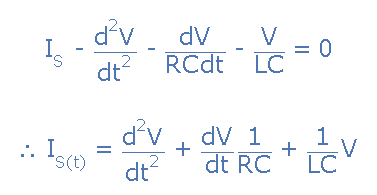 I_S - d²V/dt² - dV/RCdt - V/LC = 0
∴ I_S(t) = d²V/dt² + dV/dt 1/RC + 1/LC V